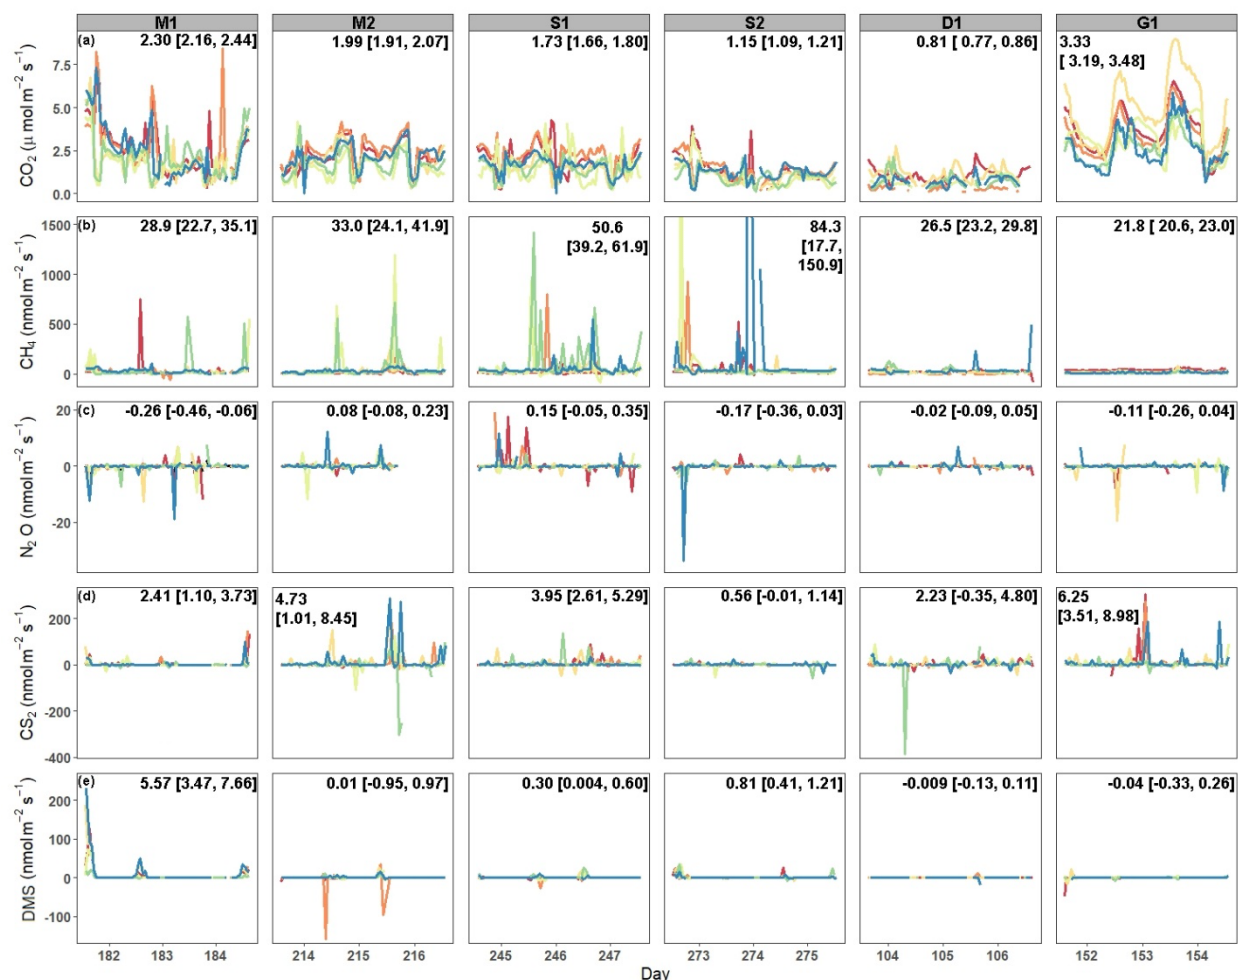 M1 M2 S1 S2 D1 G1
(a) 2.30 [2.16, 2.44] 1.99 [1.91, 2.07] 1.73 [1.66, 1.80] 1.15 [1.09, 1.21] 0.81 [ 0.77, 0.86] 3.33
[ 3.19, 3.48]
7.5
5.0
2.5
0.0
CO₂ (μ molm⁻² s⁻¹)
(b) 28.9 [22.7, 35.1] 33.0 [24.1, 41.9] 50.6 84.3 26.5 [23.2, 29.8] 21.8 [ 20.6, 23.0]
[39.2, 61.9] [17.7,
150.9]
1500
1000
500
0
CH₄ (nmolm⁻² s⁻¹)
(c) -0.26 [-0.46, -0.06] 0.08 [-0.08, 0.23] 0.15 [-0.05, 0.35] -0.17 [-0.36, 0.03] -0.02 [-0.09, 0.05] -0.11 [-0.26, 0.04]
20
0
-20
N₂ O (nmolm⁻² s⁻¹)
(d) 2.41 [1.10, 3.73] 4.73 3.95 [2.61, 5.29] 0.56 [-0.01, 1.14] 2.23 [-0.35, 4.80] 6.25
[1.01, 8.45] [3.51, 8.98]
200
0
-200
-400
CS₂ (nmolm⁻² s⁻¹)
(e) 5.57 [3.47, 7.66] 0.01 [-0.95, 0.97] 0.30 [0.004, 0.60] 0.81 [0.41, 1.21] -0.009 [-0.13, 0.11] -0.04 [-0.33, 0.26]
200
100
0
-100
DMS (nmolm⁻² s⁻¹)
182 183 184 214 215 216 245 246 247 273 274 275 104 105 106 152 153 154
Day